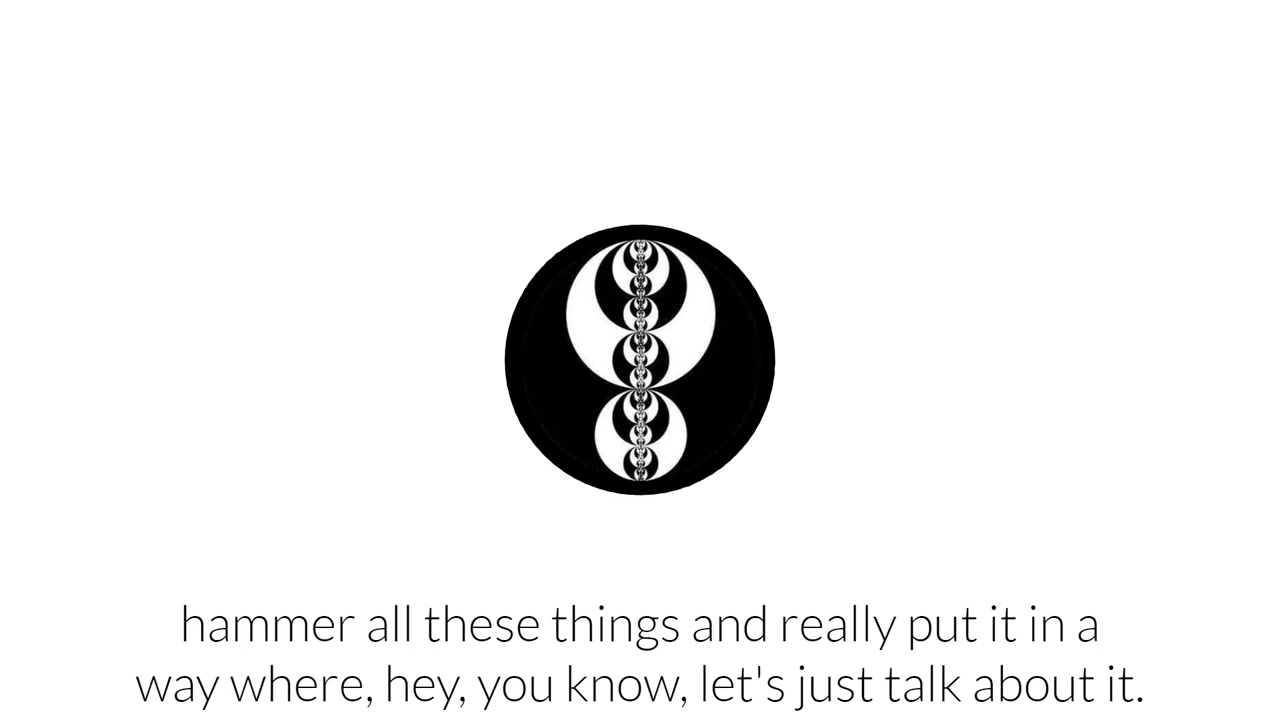 hammer all these things and really put it in a
way where, hey, you know, let's just talk about it.